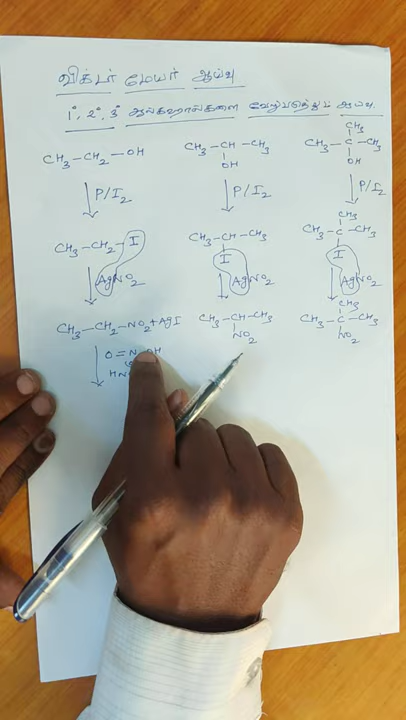 விக்டர் மேயர் ஆய்வு
1°, 2°, 3° ஆல்கஹால்களை வேறுபடுத்தும் ஆய்வு.
CH3-CH2-OH CH3-CH-CH3 CH3-C-CH3
OH CH3 OH
P/I2 P/I2 P/I2
CH3-CH2-I CH3-CH-CH3 CH3-C-CH3
I CH3 I
AgNO2 AgNO2 AgNO2
CH3-CH2-NO2+AgI CH3-CH-CH3 CH3-C-CH3
NO2 CH3 NO2
O=N-OH